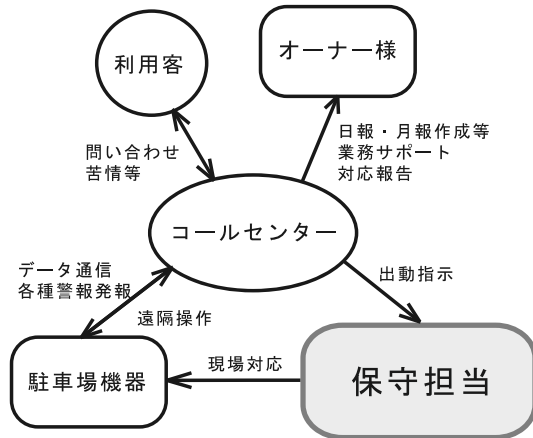 利用客
オーナー様
問い合わせ
苦情等
日報・月報作成等
業務サポート
対応報告
コールセンター
データ通信
各種警報発報
遠隔操作
出動指示
駐車場機器
現場対応
保守担当